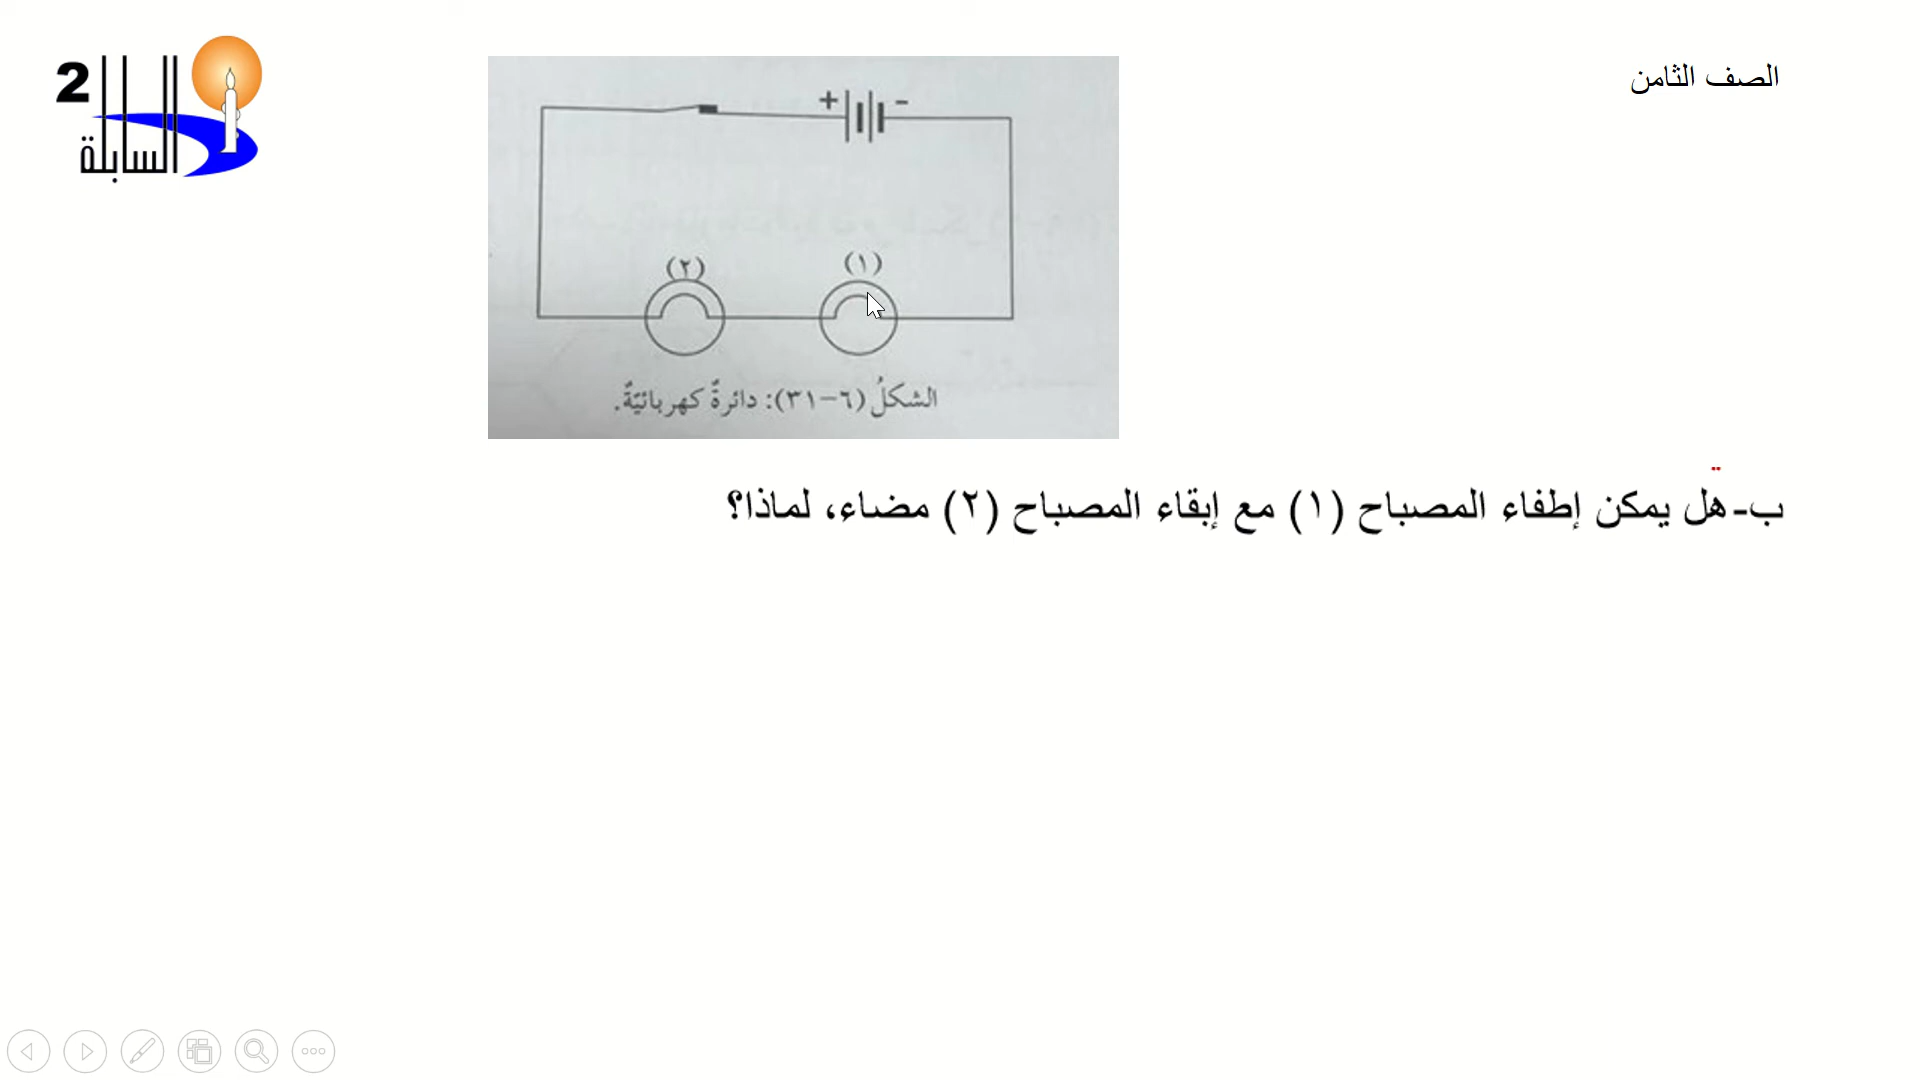 الصف الثامن
السابلة 2
+ -
(٢) (١)
الشكلُ (٦-٣١): دائرةٌ كهربائيّةٌ.
ب- هل يمكن إطفاء المصباح (١) مع إبقاء المصباح (٢) مضاء، لماذا؟